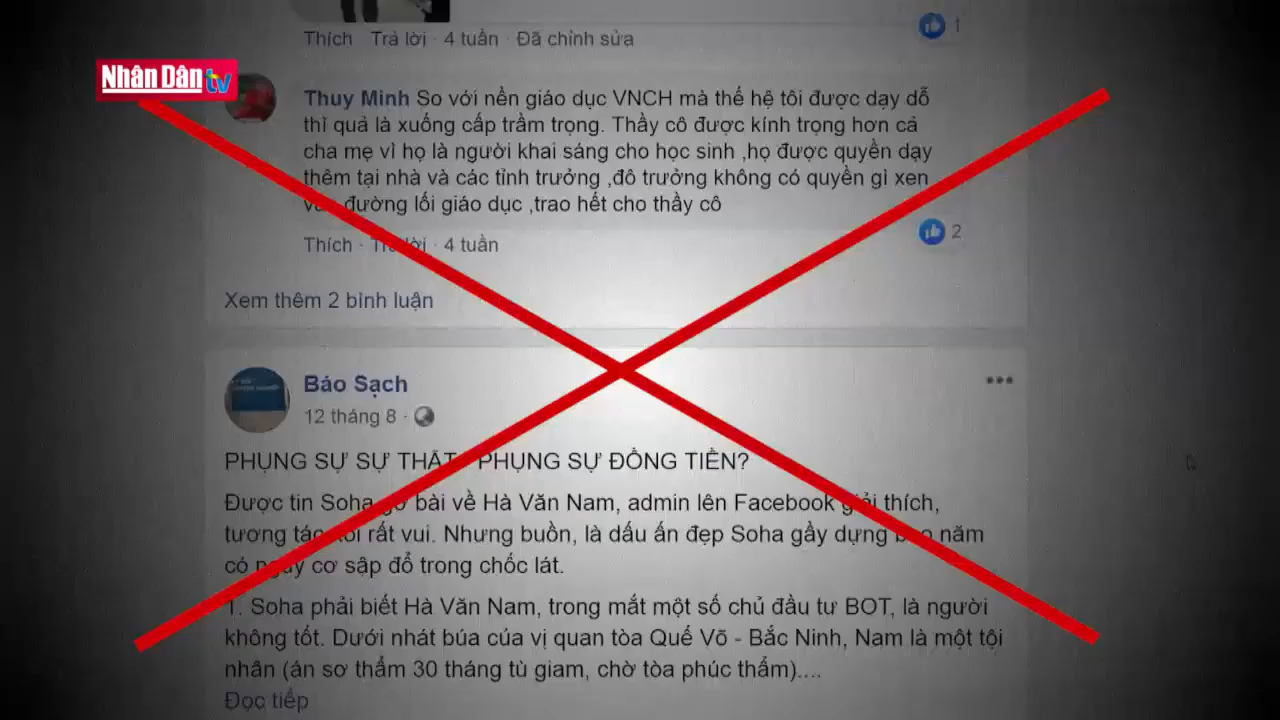 Thích Trả lời · 4 tuần · Đã chỉnh sửa
1
Nhân Dân tv
Thuy Minh So với nền giáo dục VNCH mà thế hệ tôi được dạy dỗ
thì quả là xuống cấp trầm trọng. Thầy cô được kính trọng hơn cả
cha mẹ vì họ là người khai sáng cho học sinh ,họ được quyền dạy
thêm tại nhà và các tỉnh trưởng ,đô trưởng không có quyền gì xen
đường lối giáo dục ,trao hết cho thầy cô
2
Thích · Trả lời · 4 tuần
Xem thêm 2 bình luận
Báo Sạch
12 tháng 8 ·
PHỤNG SỰ SỰ THẬT - PHỤNG SỰ ĐỒNG TIỀN?
Được tin Soha gỡ bài về Hà Văn Nam, admin lên Facebook giải thích,
tương tác rất vui. Nhưng buồn, là dấu ấn đẹp Soha gầy dựng bao năm
có nguy cơ sập đổ trong chốc lát.
1. Soha phải biết Hà Văn Nam, trong mắt một số chủ đầu tư BOT, là người
không tốt. Dưới nhát búa của vị quan tòa Quế Võ - Bắc Ninh, Nam là một tội
nhân (án sơ thẩm 30 tháng tù giam, chờ tòa phúc thẩm)....
Đọc tiếp